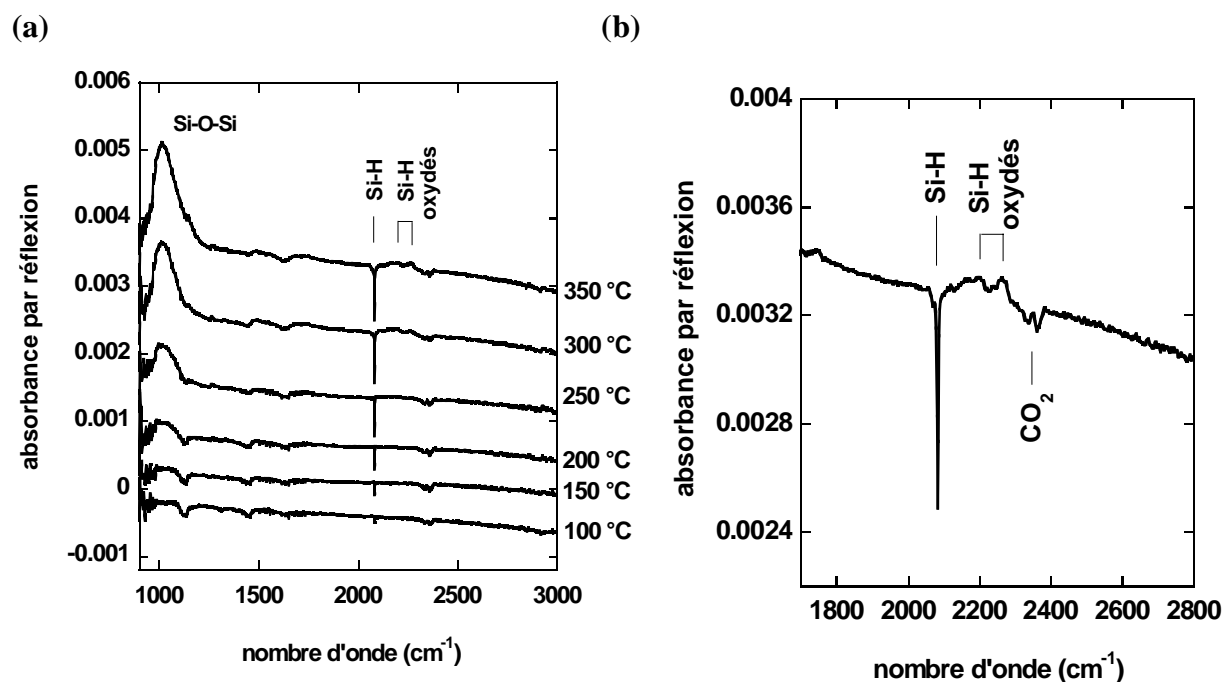 (a)
(b)
0.006
0.005
0.004
0.003
0.002
0.001
0
-0.001
absorbance par réflexion
Si-O-Si
Si-H
Si-H
oxydés
350 °C
300 °C
250 °C
200 °C
150 °C
100 °C
1000
1500
2000
2500
3000
nombre d'onde (cm⁻¹)
0.004
0.0036
0.0032
0.0028
0.0024
absorbance par réflexion
Si-H
Si-H
oxydés
CO₂
1800
2000
2200
2400
2600
2800
nombre d'onde (cm⁻¹)